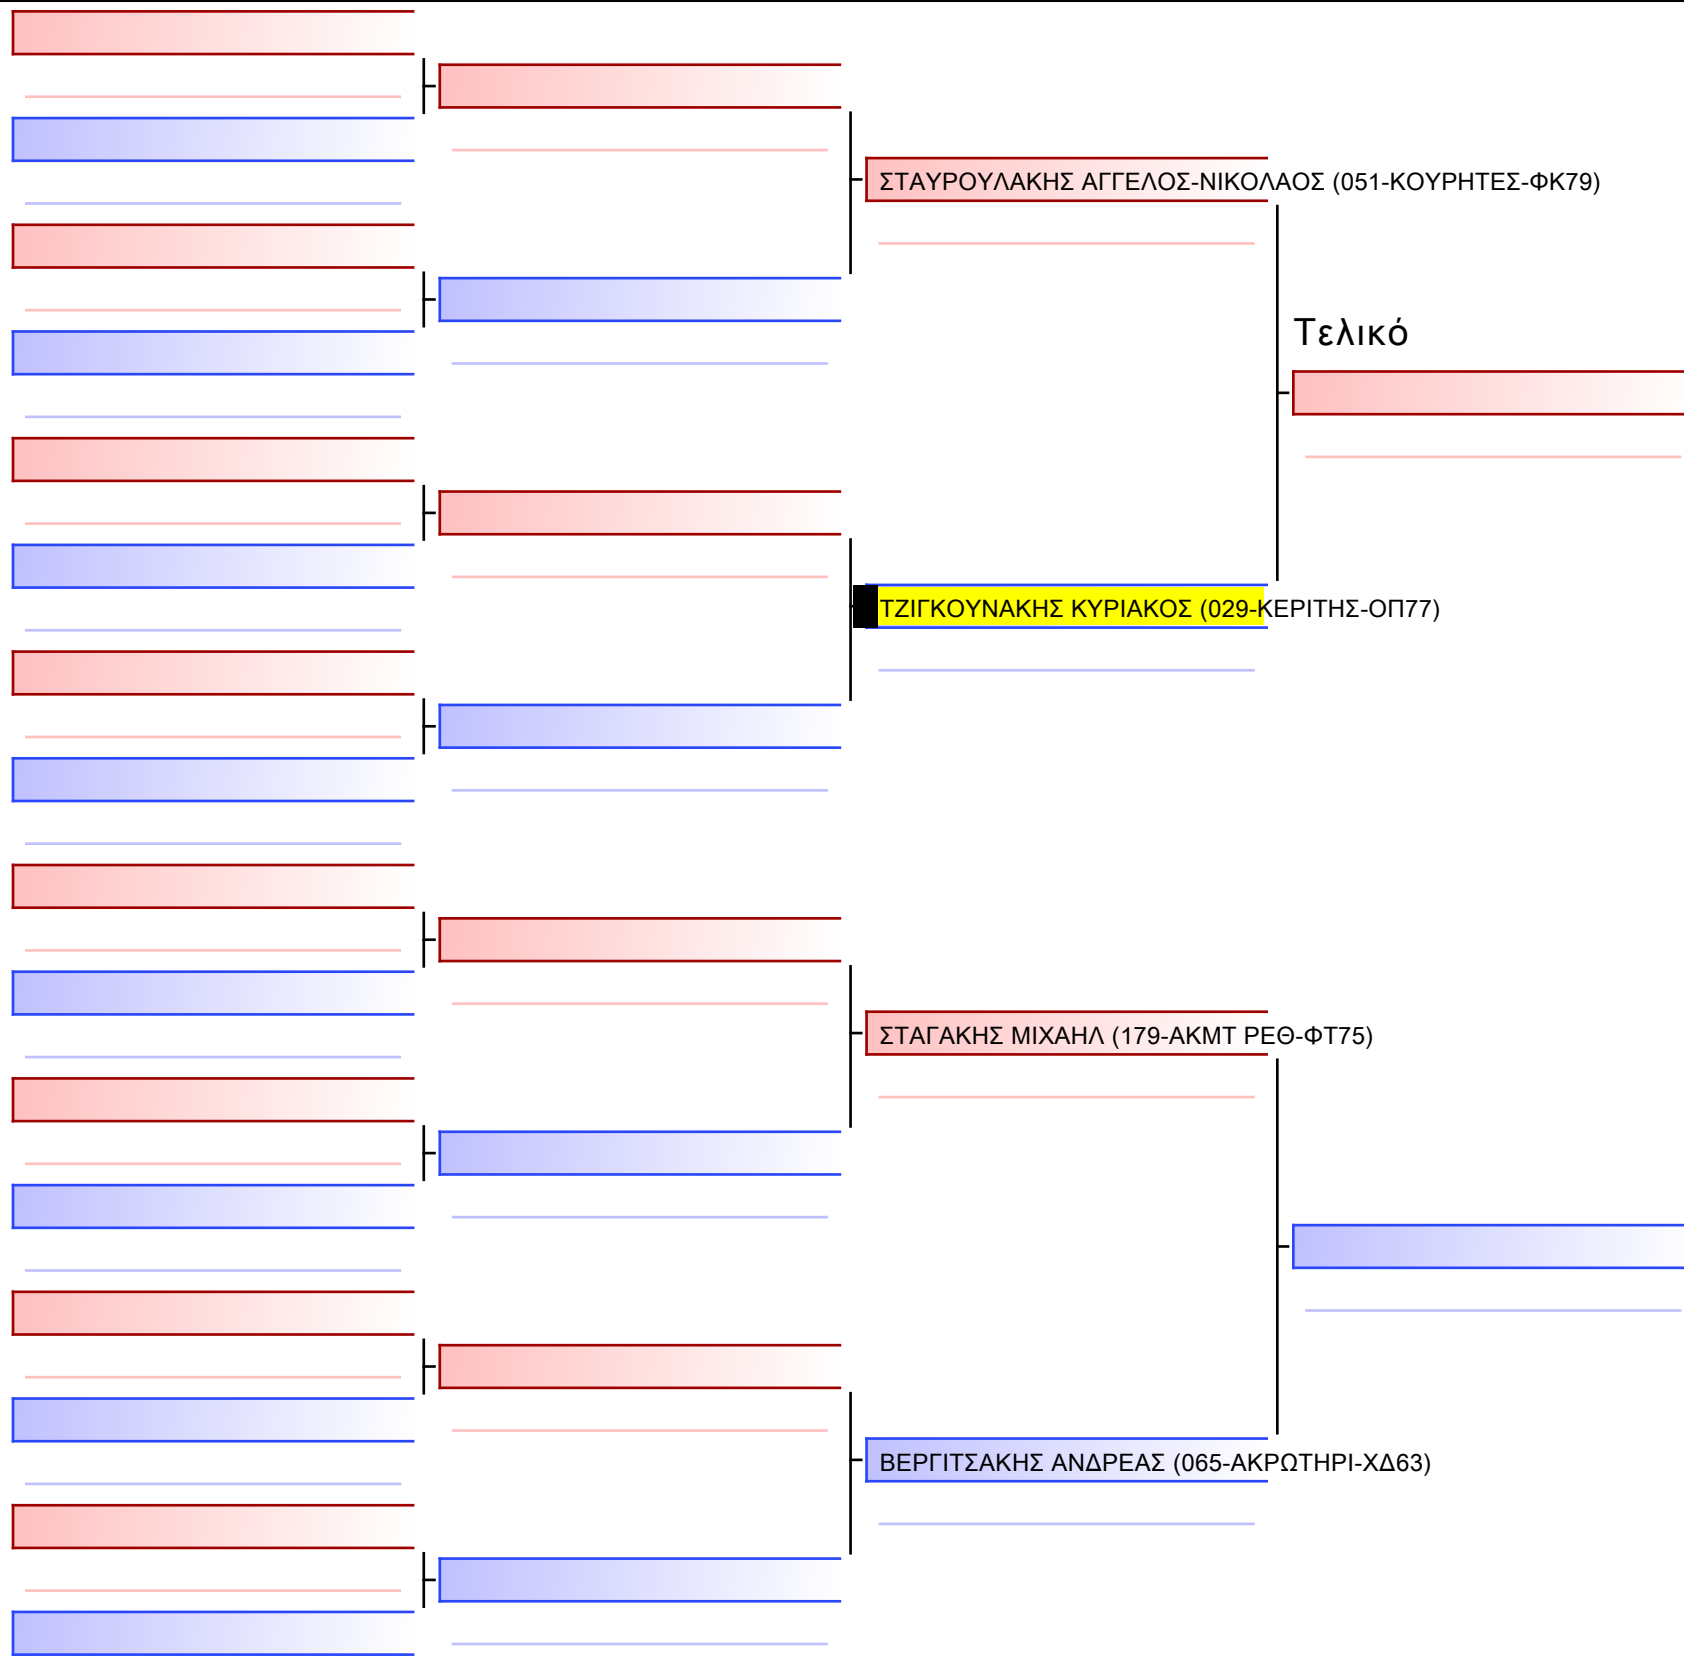 ΣΤΑΥΡΟΥΛΑΚΗΣ ΑΓΓΕΛΟΣ-ΝΙΚΟΛΑΟΣ (051-ΚΟΥΡΗΤΕΣ-ΦΚ79)
Τελικό
ΤΖΙΓΚΟΥΝΑΚΗΣ ΚΥΡΙΑΚΟΣ (029-ΚΕΡΙΤΗΣ-ΟΠ77)
ΣΤΑΓΑΚΗΣ ΜΙΧΑΗΛ (179-ΑΚΜΤ ΡΕΘ-ΦΤ75)
ΒΕΡΓΙΤΣΑΚΗΣ ΑΝΔΡΕΑΣ (065-ΑΚΡΩΤΗΡΙ-ΧΔ63)